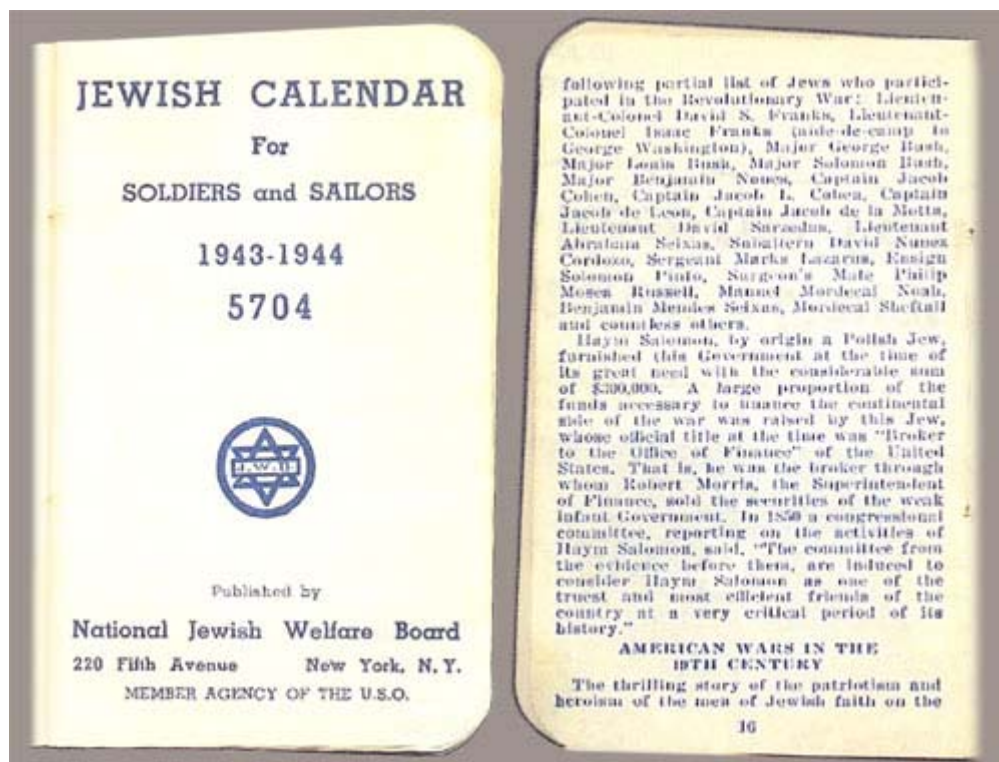 JEWISH CALENDAR
For
SOLDIERS and SAILORS
1943-1944
5704
J.W.B.
Published by
National Jewish Welfare Board
220 Fifth Avenue New York, N.Y.
MEMBER AGENCY OF THE U.S.O.
following partial list of Jews who partici-
pated in the Revolutionary War: Lieuten-
ant-Colonel David S. Franks, Lieutenant-
Colonel Isaac Franks (aide-de-camp to
George Washington), Major George Bush,
Major Louis Bush, Major Solomon Bush,
Major Benjamin Nones, Captain Jacob
Cohen, Captain Jacob I. Cohen, Captain
Jacob de Leon, Captain Jacob de la Motta,
Lieutenant David Sarzedas, Lieutenant
Abraham Seixas, Subaltern David Nunez
Cardozo, Sergeant Marks Lazarus, Ensign
Solomon Pinto, Surgeon's Mate Philip
Moses Russell, Manuel Mordecai Noah,
Benjamin Mendes Seixas, Mordecai Sheftall
and countless others.
Haym Salomon, by origin a Polish Jew,
furnished this Government at the time of
its great need with the considerable sum
of $300,000. A large proportion of the
funds necessary to finance the continental
side of the war was raised by this Jew,
whose official title at the time was "Broker
to the Office of Finance" of the United
States. That is, he was the broker through
whom Robert Morris, the Superintendent
of Finance, sold the securities of the weak
infant Government. In 1850 a congressional
committee, reporting on the activities of
Haym Salomon, said, "The committee from
the evidence before them, are induced to
consider Haym Salomon as one of the
truest and most efficient friends of the
country at a very critical period of its
history."
AMERICAN WARS IN THE
19TH CENTURY
The thrilling story of the patriotism and
heroism of the men of Jewish faith on the
16